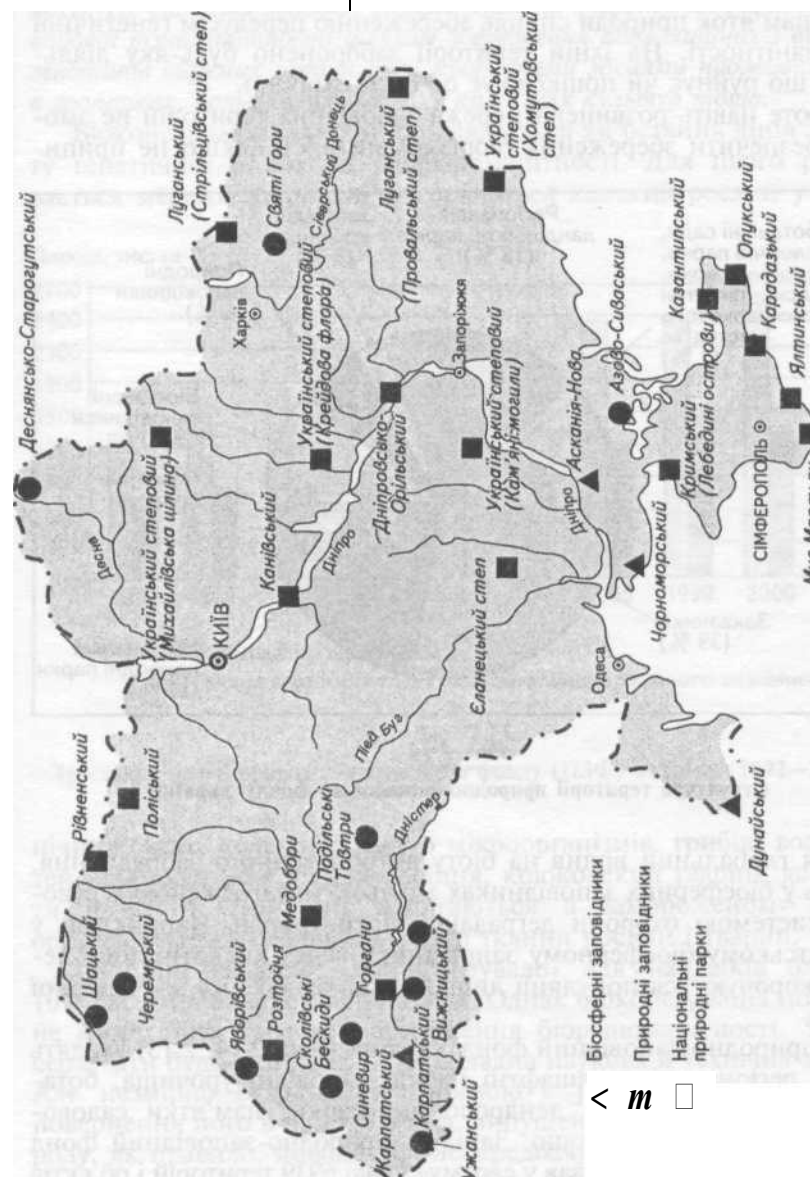 Деснянсько-Старогутський
Десна
Український степовий
(Михайлівська цілина)
КИЇВ
Рівненський
Поліський
Шацький
Черемський
Яворівський
Розточчя
Медобори
Подільські
Товтри
Сколівські
Бескиди
Синевир
Горгани
Карпатський
Карпатський
Вижницький
Ужанський
Дністер
Півд. Буг
Канівський
Дніпро
Харків
Луганський
(Стрільцівський степ)
Святі Гори
Сіверський Донець
Луганський
(Провальський степ)
Український степовий
(Крейдова флора)
Дніпровсько-
Орільський
Запоріжжя
Український
степовий
(Хомутовський
степ)
Український степовий
(Кам'яні могили)
Єланецький степ
Асканія-Нова
Дніпро
Азово-Сиваський
Чорноморський
Одеса
Дунайський
Кримський
(Лебедині острови)
Казантипський
Опукський
Карадазький
Ялтинський
СІМФЕРОПОЛЬ
Біосферні заповідники
Природні заповідники
Національні
природні парки
< m □